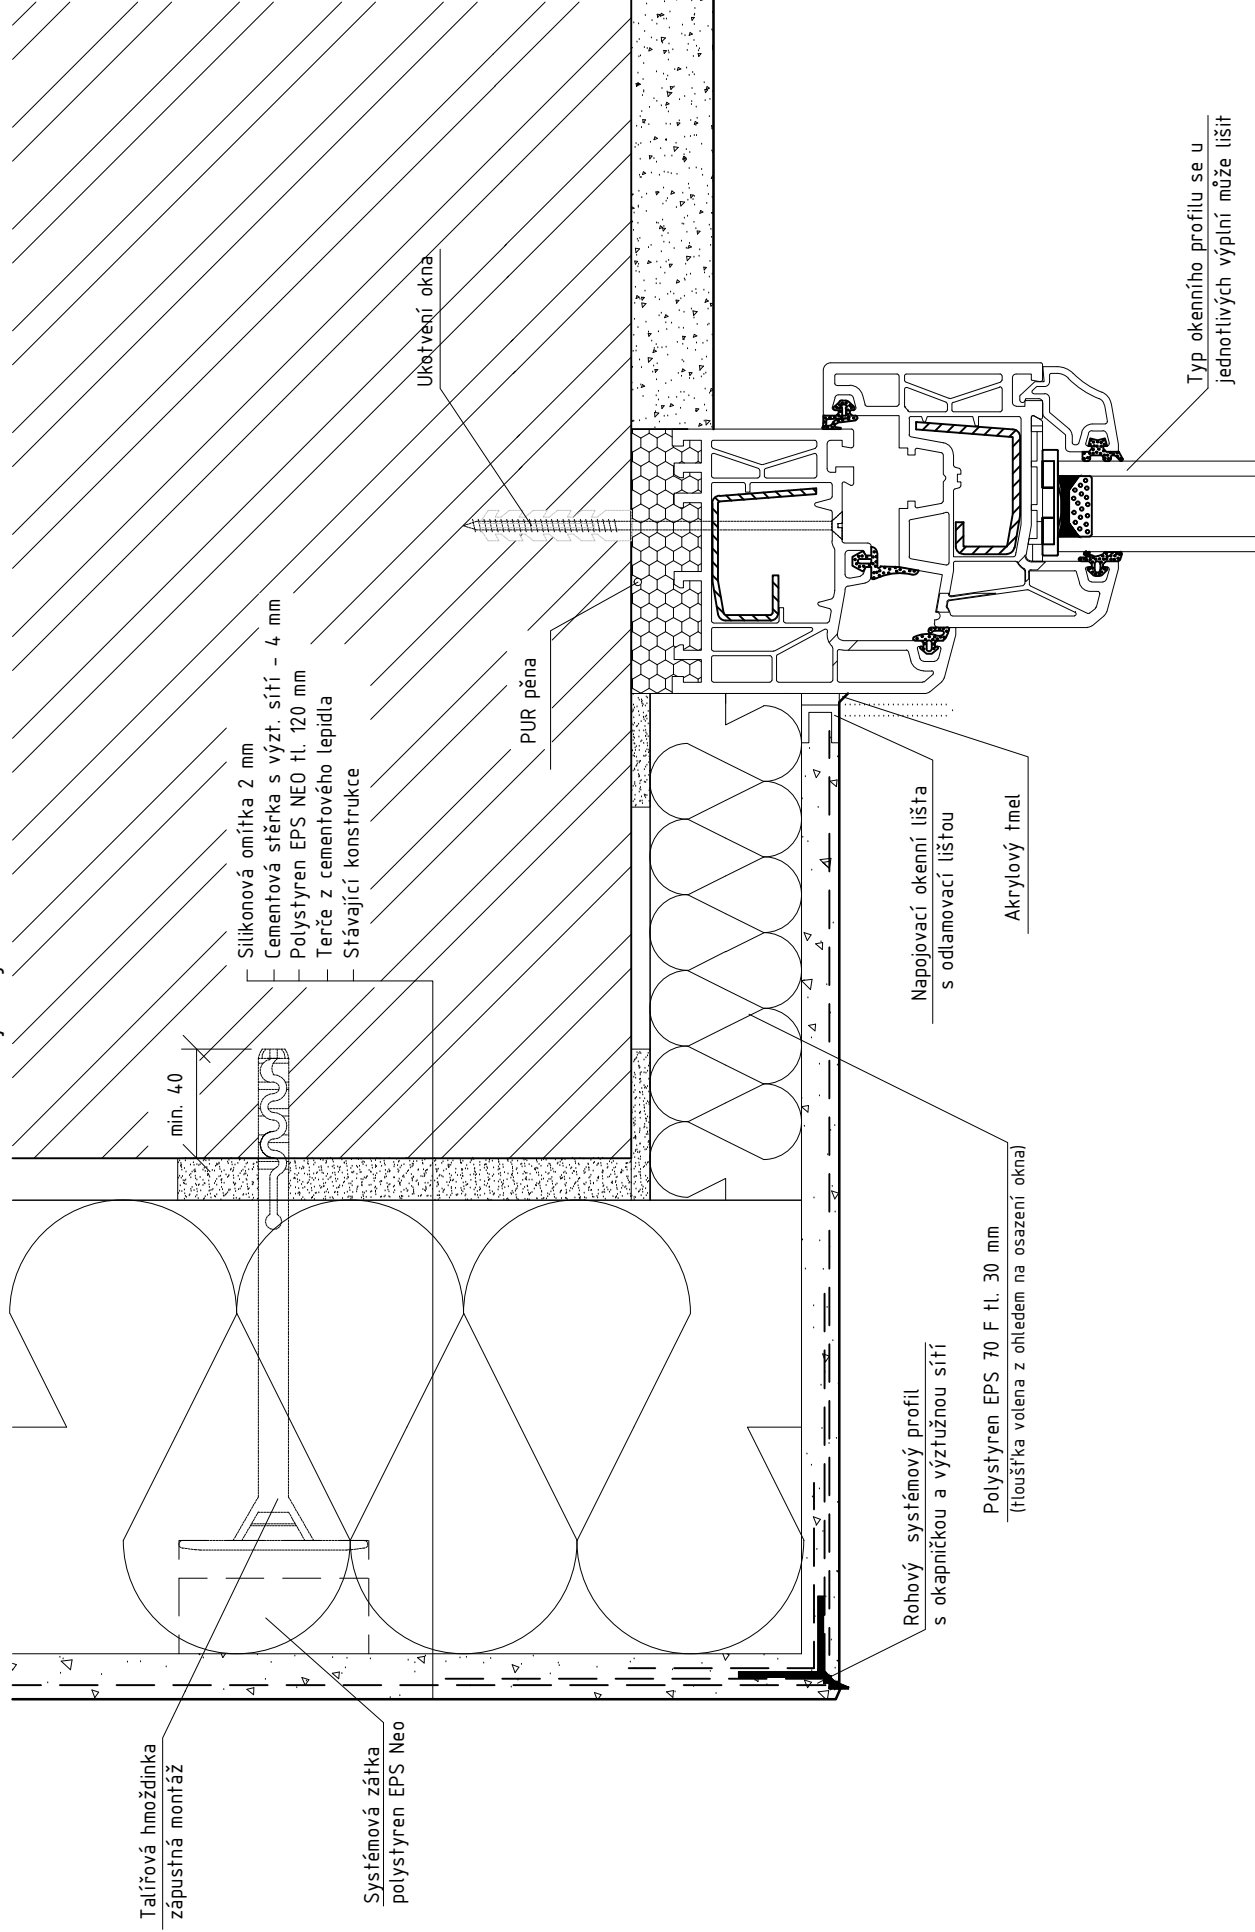 Talířová hmoždinka
zápustná montáž
Systémová zátka
polystyren EPS Neo
min. 40
Silikonová omítka 2 mm
Cementová stěrka s výzt. sítí - 4 mm
Polystyren EPS NEO tl. 120 mm
Terče z cementového lepidla
Stávající konstrukce
Ukotvení okna
PUR pěna
Rohový systémový profil
s okapničkou a výztužnou sítí
Polystyren EPS 70 F tl. 30 mm
(tloušťka volena z ohledem na osazení okna)
Napojovací okenní lišta
s odlamovací lištou
Akrylový tmel
Typ okenního profilu se u
jednotlivých výplní může lišit